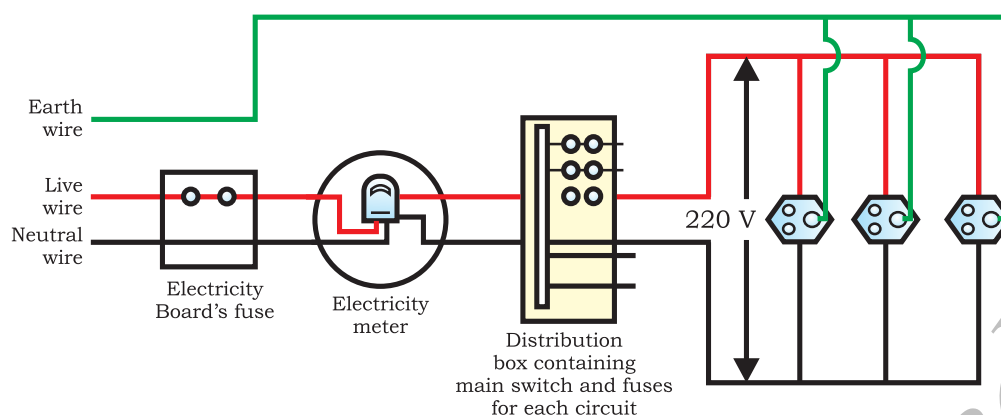 Earth
wire
Live
wire
Neutral
wire
Electricity
Board's fuse
Electricity
meter
Distribution
box containing
main switch and fuses
for each circuit
220 V